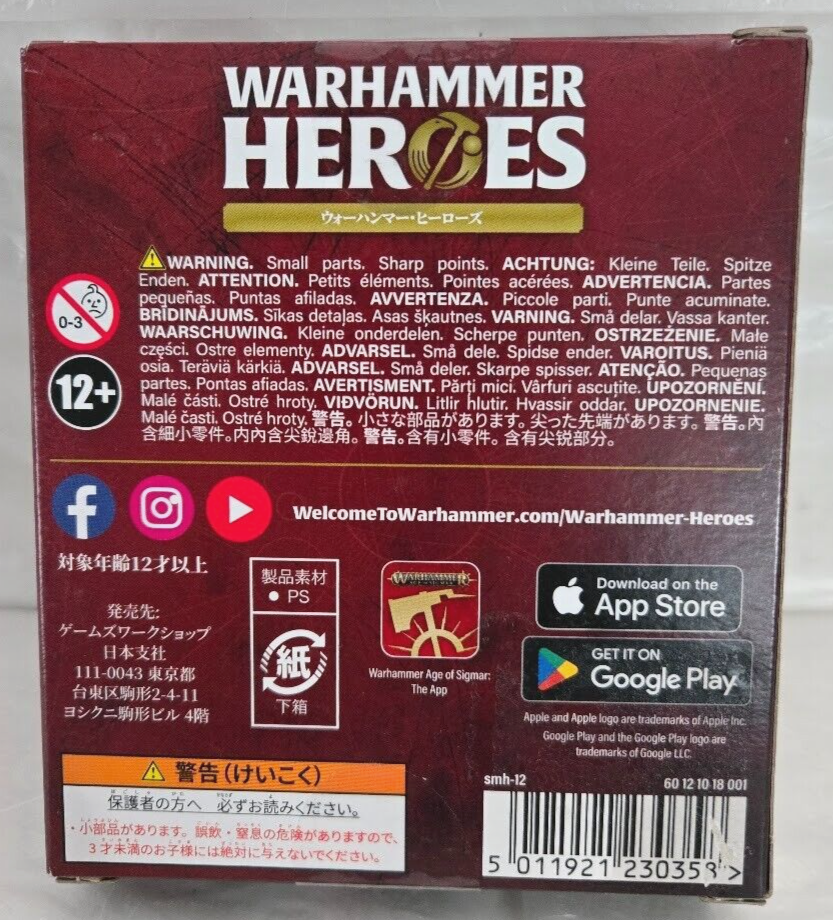 WARHAMMER
HEROES
ウォーハンマー・ヒーローズ
WARNING. Small parts. Sharp points. ACHTUNG: Kleine Teile. Spitze
Enden. ATTENTION. Petits éléments. Pointes acérées. ADVERTENCIA. Partes
pequeñas. Puntas afiladas. AVVERTENZA. Piccole parti. Punte acuminate.
BRĪDINĀJUMS. Sīkas detaļas. Asas šķautnes. VARNING. Små delar. Vassa kanter.
WAARSCHUWING. Kleine onderdelen. Scherpe punten. OSTRZEŻENIE. Małe
części. Ostre elementy. ADVARSEL. Små dele. Spidse ender. VAROITUS. Pieniä
osia. Teräviä kärkiä. ADVARSEL. Små deler. Skarpe spisser. ATENÇÃO. Pequenas
partes. Pontas afiadas. AVERTISMENT. Părți mici. Vârfuri ascuțite. UPOZORNĚNÍ.
Malé části. Ostré hroty. VIÐVÖRUN. Litlir hlutir. Hvassir oddar. UPOZORNENIE.
Malé časti. Ostré hroty. 警告。小さな部品があります。尖った先端があります。警告。內
含細小零件。内內含尖銳邊角。警告。含有小零件。含有尖锐部分。
0-3
12+
WelcomeToWarhammer.com/Warhammer-Heroes
対象年齢12才以上
発売先:
ゲームズワークショップ
日本支社
111-0043 東京都
台東区駒形2-4-11
ヨシクニ駒形ビル 4階
製品素材
● PS
紙
下箱
WARHAMMER
Warhammer Age of Sigmar:
The App
Download on the
App Store
GET IT ON
Google Play
Apple and Apple logo are trademarks of Apple Inc.
Google Play and the Google Play logo are
trademarks of Google LLC.
警告(けいこく)
保護者の方へ 必ずお読みください。
・小部品があります。誤飲・窒息の危険がありますので、
3才未満のお子様には絶対に与えないでください。
smh-12
60 12 10 18 001
5 011921 230358 >